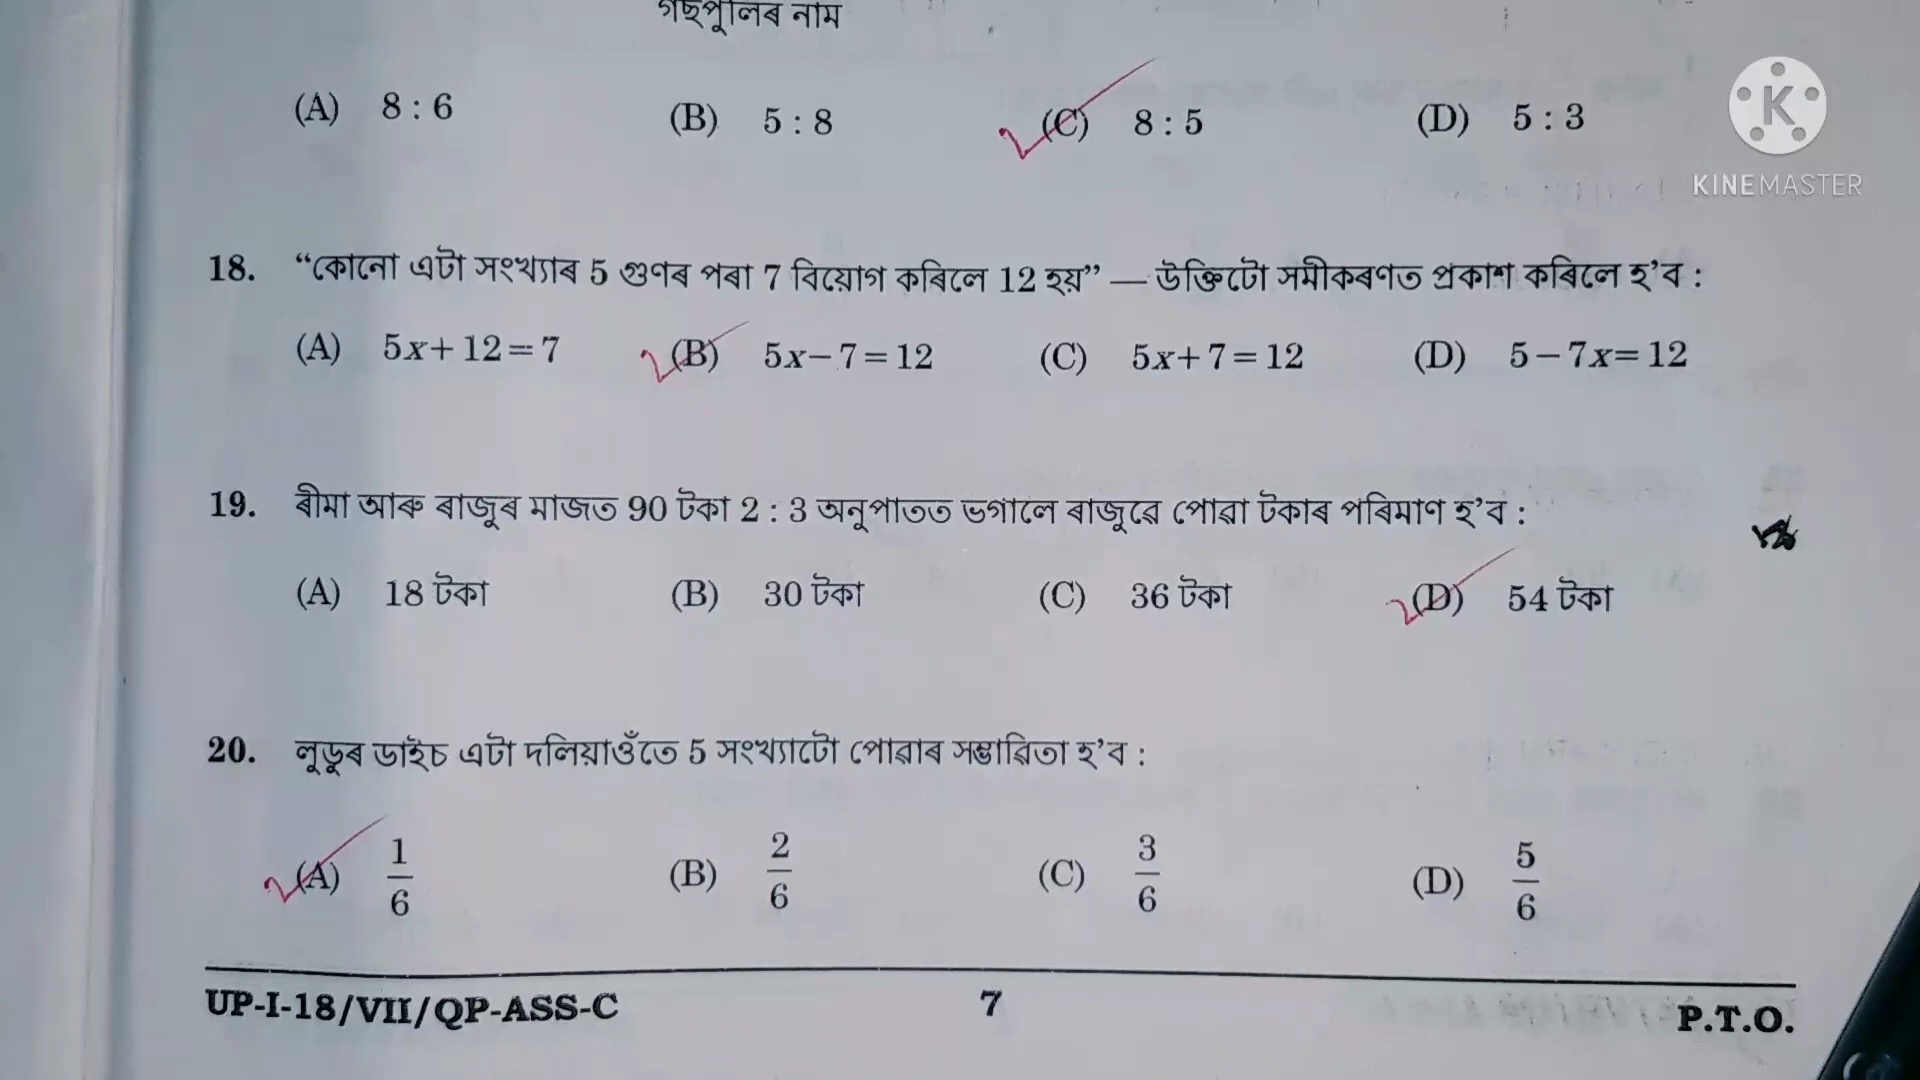 গছপুলিৰ নাম
(A) 8 : 6 (B) 5 : 8 (C) 8 : 5 (D) 5 : 3
K
KINEMASTER
18. “কোনো এটা সংখ্যাৰ 5 গুণৰ পৰা 7 বিয়োগ কৰিলে 12 হয়” — উক্তিটো সমীকৰণত প্ৰকাশ কৰিলে হ’ব :
(A) 5x + 12 = 7 (B) 5x – 7 = 12 (C) 5x + 7 = 12 (D) 5 – 7x = 12
19. ৰীমা আৰু ৰাজুৰ মাজত 90 টকা 2 : 3 অনুপাতত ভগালে ৰাজুৱে পোৱা টকাৰ পৰিমাণ হ’ব :
(A) 18 টকা (B) 30 টকা (C) 36 টকা (D) 54 টকা
20. লুডুৰ ডাইচ এটা দলিয়াওঁতে 5 সংখ্যাটো পোৱাৰ সম্ভাৱিতা হ’ব :
(A) 1/6 (B) 2/6 (C) 3/6 (D) 5/6
UP-I-18/VII/QP-ASS-C 7 P.T.O.